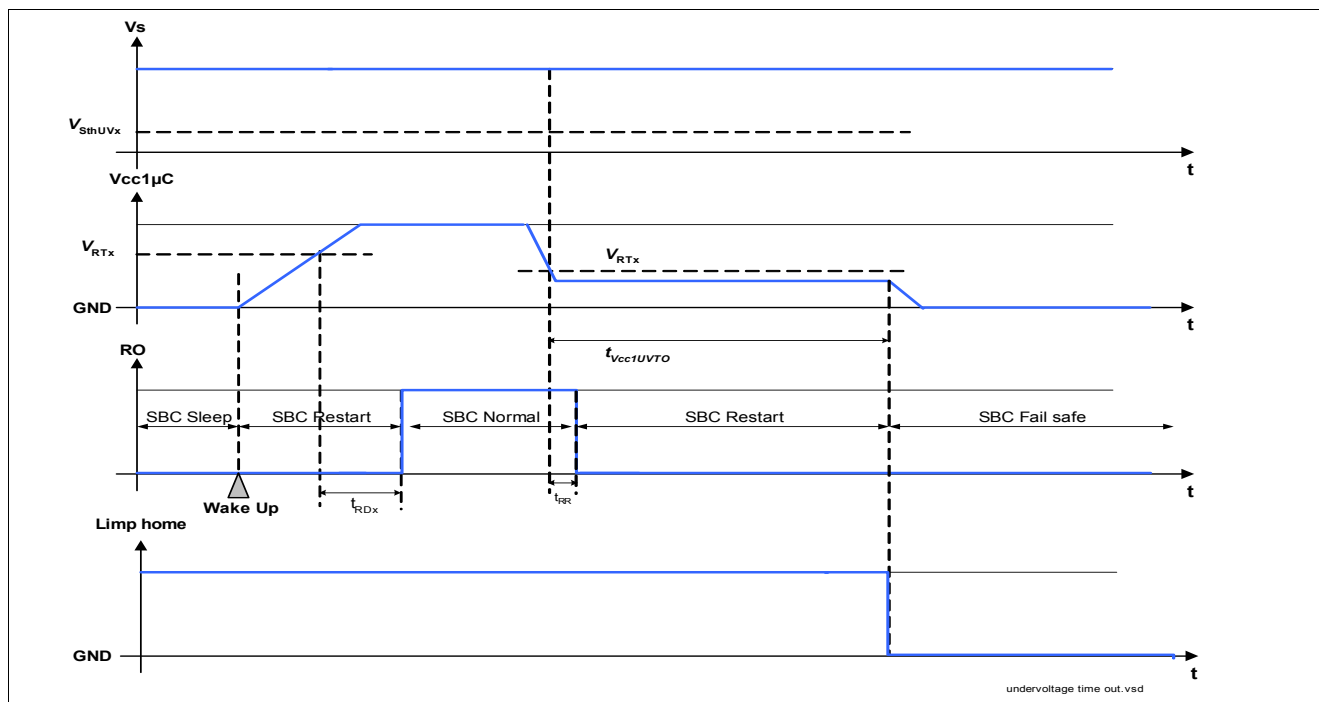 Vs
VSthUVx
t
Vcc1µC
VRTx
VRTx
GND
t
tVcc1UVTO
RO
SBC Sleep
SBC Restart
SBC Normal
SBC Restart
SBC Fail safe
t
Wake Up
tRDx
tRR
Limp home
GND
t
undervoltage time out.vsd